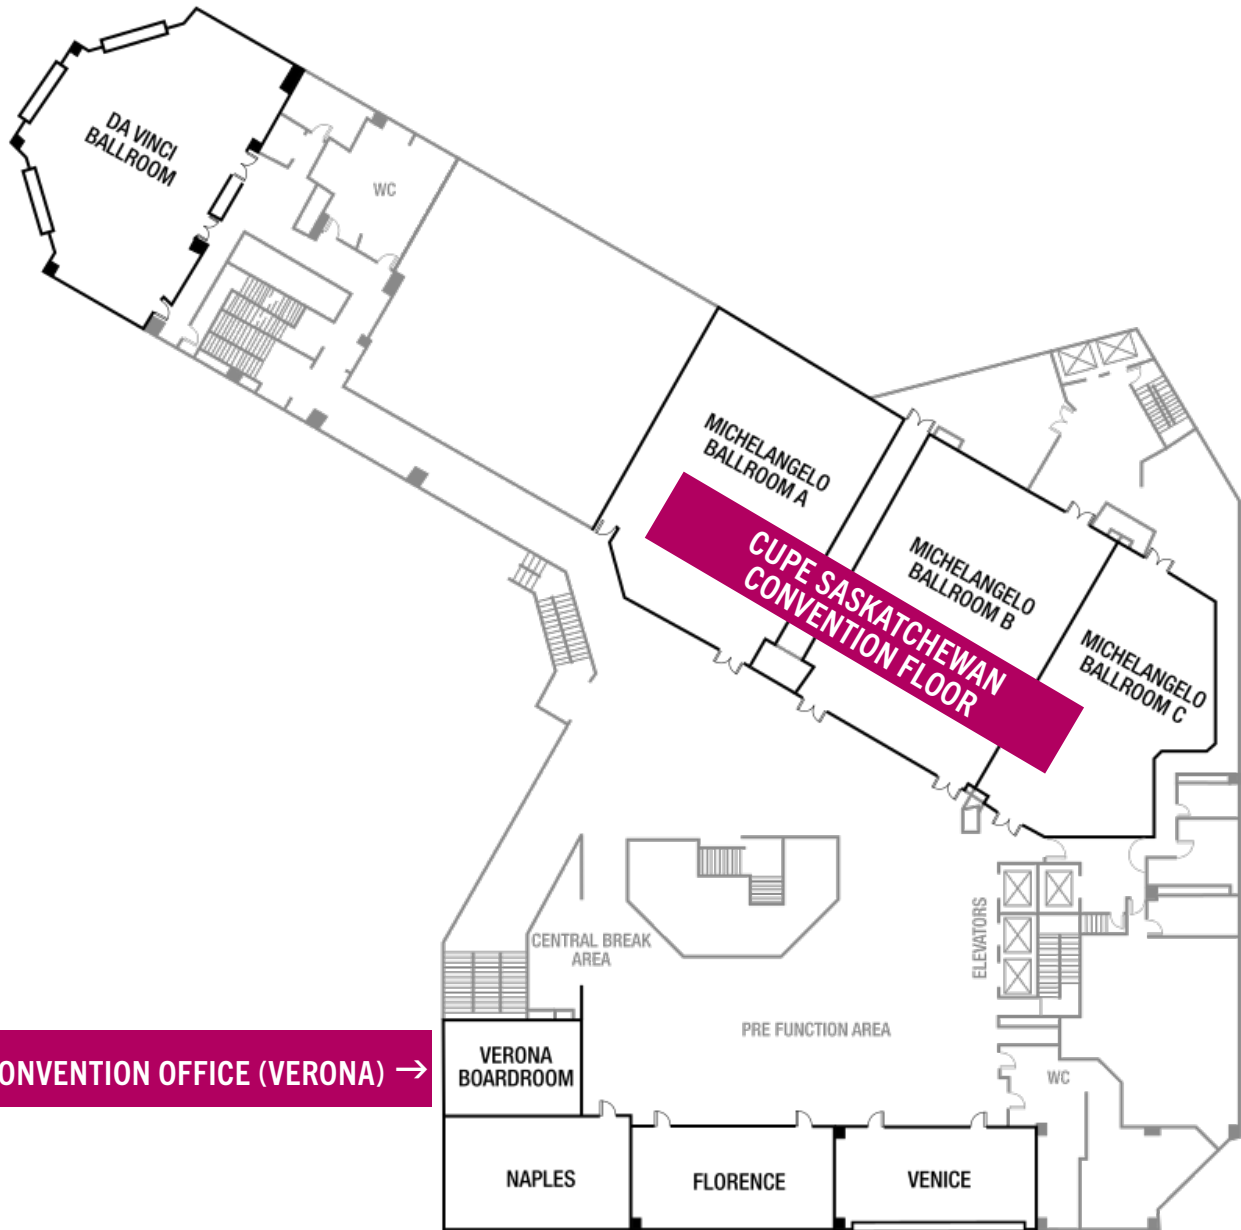 DA VINCI
BALLROOM
WC
MICHELANGELO
BALLROOM A
CUPE SASKATCHEWAN
CONVENTION FLOOR
MICHELANGELO
BALLROOM B
MICHELANGELO
BALLROOM C
ELEVATORS
CENTRAL BREAK
AREA
PRE FUNCTION AREA
ONVENTION OFFICE (VERONA) →
VERONA
BOARDROOM
WC
NAPLES
FLORENCE
VENICE